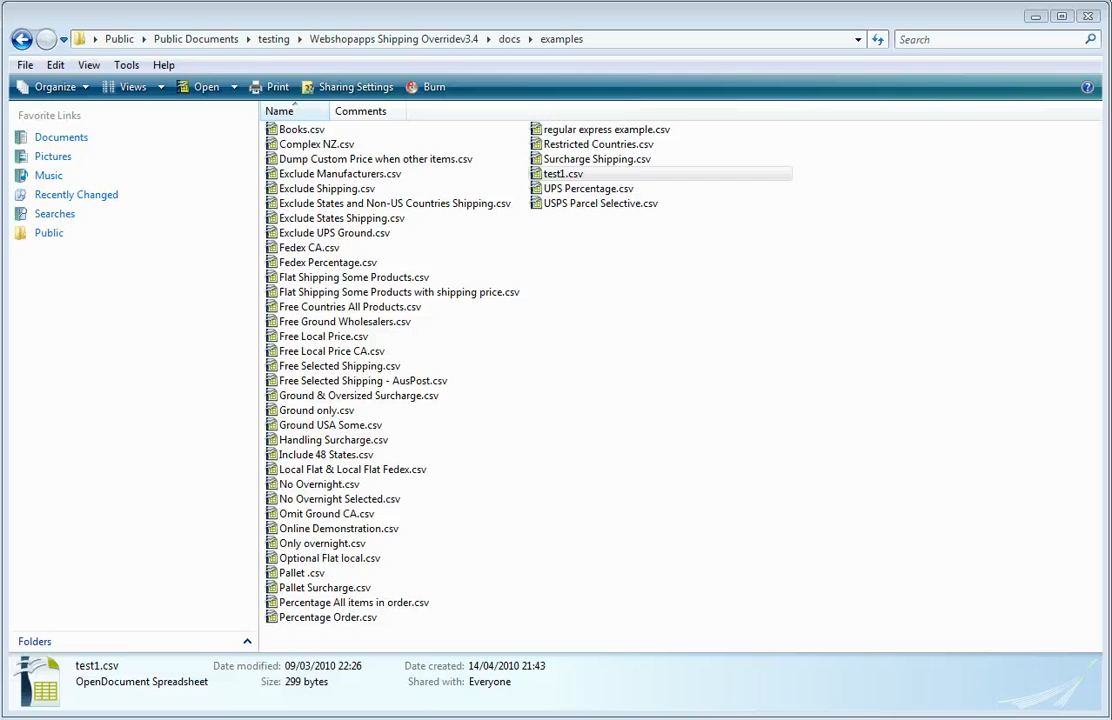 Public Public Documents testing Webshopapps Shipping Overridev3.4 docs examples Search
File Edit View Tools Help
Organize Views Open Print Sharing Settings Burn
Favorite Links
Documents
Pictures
Music
Recently Changed
Searches
Public
Folders
Name Comments
Books.csv
Complex NZ.csv
Dump Custom Price when other items.csv
Exclude Manufacturers.csv
Exclude Shipping.csv
Exclude States and Non-US Countries Shipping.csv
Exclude States Shipping.csv
Exclude UPS Ground.csv
Fedex CA.csv
Fedex Percentage.csv
Flat Shipping Some Products.csv
Flat Shipping Some Products with shipping price.csv
Free Countries All Products.csv
Free Ground Wholesalers.csv
Free Local Price.csv
Free Local Price CA.csv
Free Selected Shipping.csv
Free Selected Shipping - AusPost.csv
Ground & Oversized Surcharge.csv
Ground only.csv
Ground USA Some.csv
Handling Surcharge.csv
Include 48 States.csv
Local Flat & Local Flat Fedex.csv
No Overnight.csv
No Overnight Selected.csv
Omit Ground CA.csv
Online Demonstration.csv
Only overnight.csv
Optional Flat local.csv
Pallet .csv
Pallet Surcharge.csv
Percentage All items in order.csv
Percentage Order.csv
regular express example.csv
Restricted Countries.csv
Surcharge Shipping.csv
test1.csv
UPS Percentage.csv
USPS Parcel Selective.csv
test1.csv Date modified: 09/03/2010 22:26 Date created: 14/04/2010 21:43
OpenDocument Spreadsheet Size: 299 bytes Shared with: Everyone